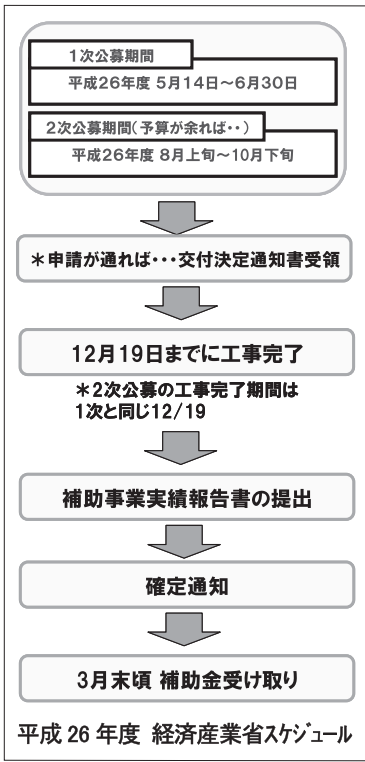 1次公募期間
平成26年度 5月14日～6月30日
2次公募期間(予算が余れば・・)
平成26年度 8月上旬～10月下旬
＊申請が通れば・・・交付決定通知書受領
12月19日までに工事完了
＊2次公募の工事完了期間は
1次と同じ12/19
補助事業実績報告書の提出
確定通知
3月末頃 補助金受け取り
平成26年度 経済産業省スケジュール